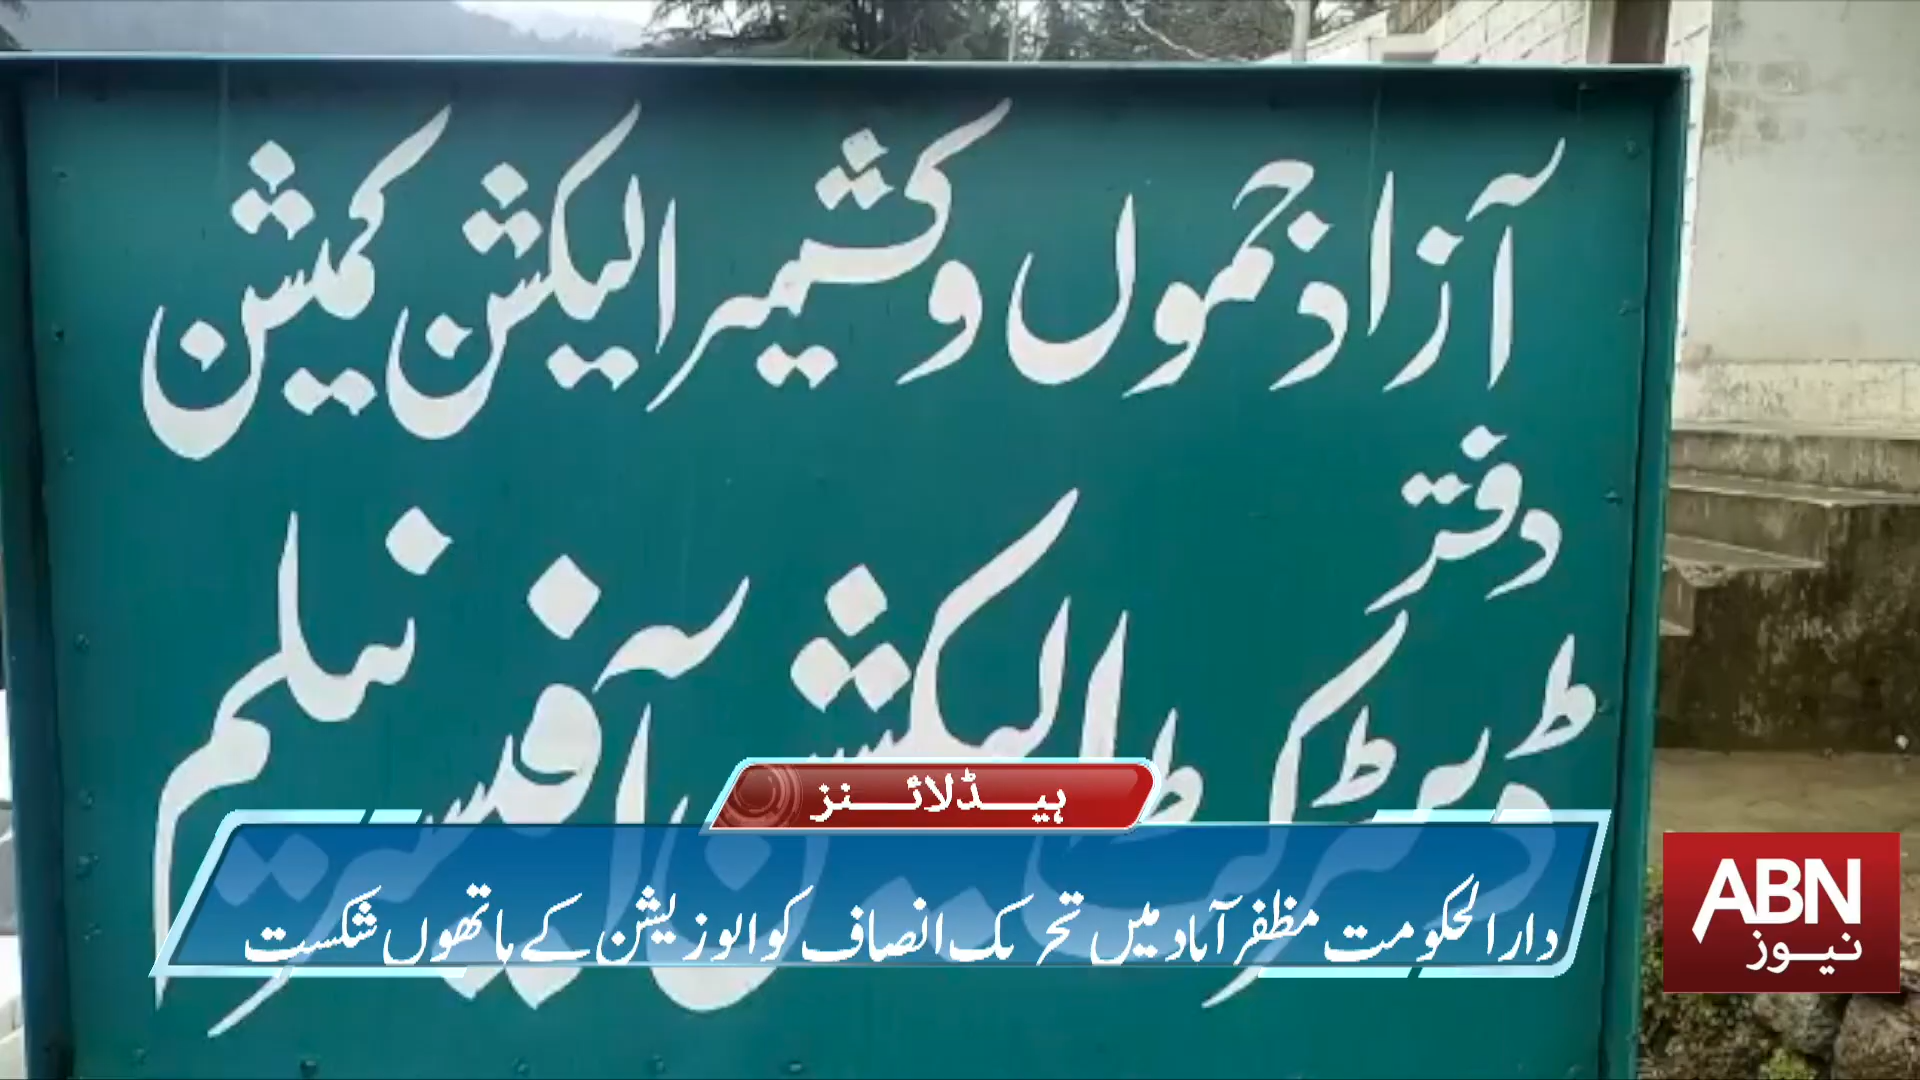 آزاد جموں و کشمیر الیکشن کمیشن
دفتر
ڈسٹرکٹ الیکشن آفیسر نیلم
ہیڈلائنز
دارالحکومت مظفرآباد میں تحریک انصاف کو اپوزیشن کے ہاتھوں شکست
ABN
نیوز